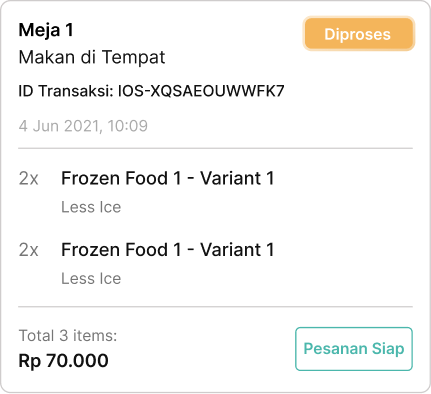 Meja 1
Diproses
Makan di Tempat
ID Transaksi: IOS-XQSAEOUWWFK7
4 Jun 2021, 10:09
2x Frozen Food 1 - Variant 1
Less Ice
2x Frozen Food 1 - Variant 1
Less Ice
Total 3 items:
Rp 70.000
Pesanan Siap